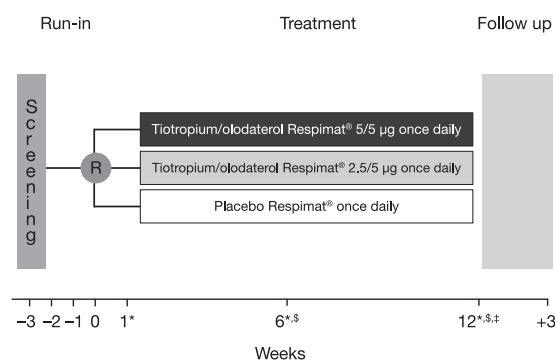 Run-in Treatment Follow up
Screening
R
Tiotropium/olodaterol Respimat® 5/5 µg once daily
Tiotropium/olodaterol Respimat® 2.5/5 µg once daily
Placebo Respimat® once daily
–3 –2 –1 0 1* 6*,$ 12*,$,‡ +3
Weeks